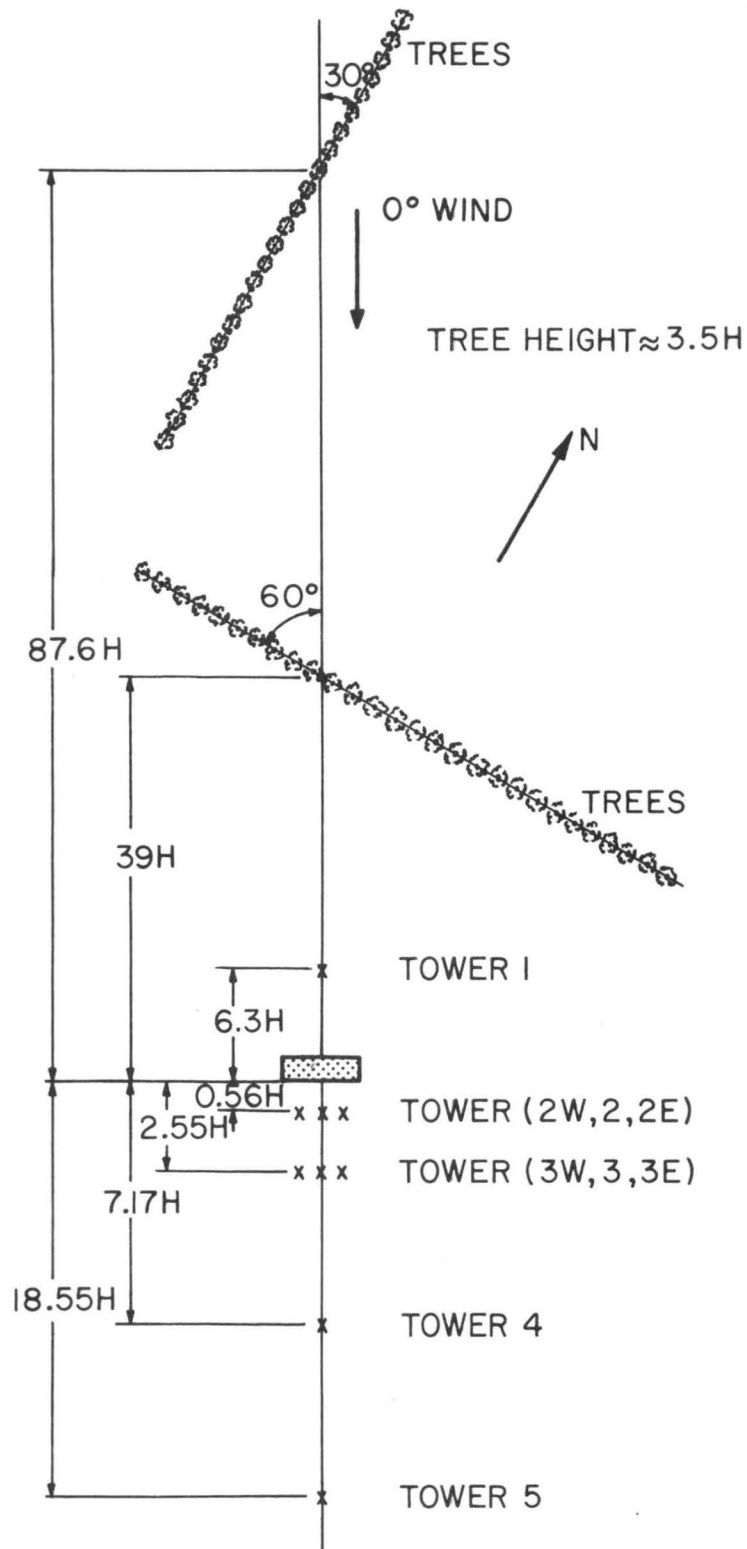 TREES
30°
0° WIND
TREE HEIGHT≈3.5H
N
60°
87.6H
TREES
39H
TOWER 1
6.3H
0.56H
TOWER (2W,2,2E)
2.55H
TOWER (3W,3,3E)
7.17H
18.55H
TOWER 4
TOWER 5